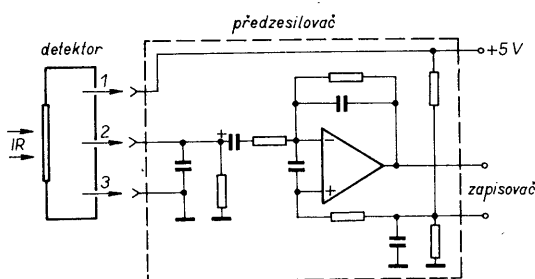 předzesilovač
detektor
+5 V
1
2
3
IR
+
−
+
zapisovač